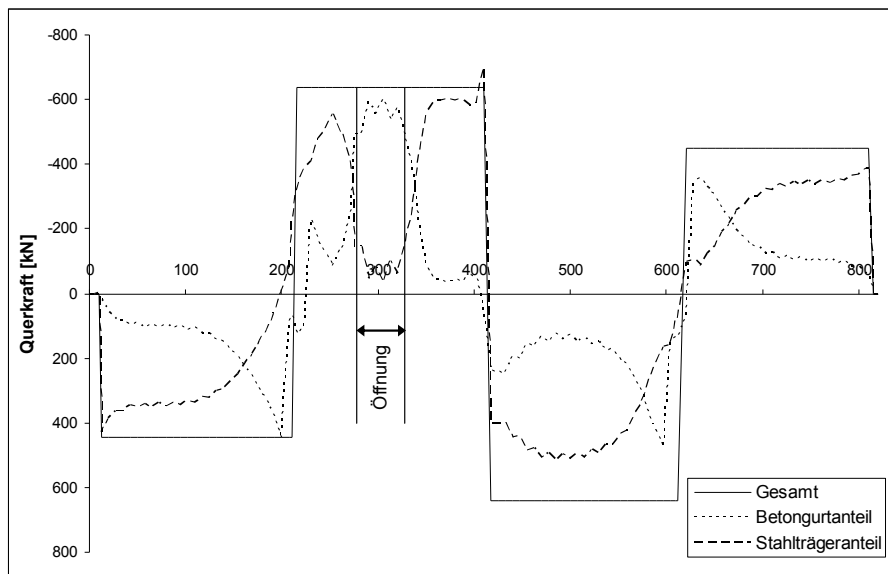 -800
-600
-400
-200
0
200
400
600
800
Querkraft [kN]
0 100 200 300 400 500 600 700 800
Öffnung
Gesamt
Betongurtanteil
Stahlträgeranteil